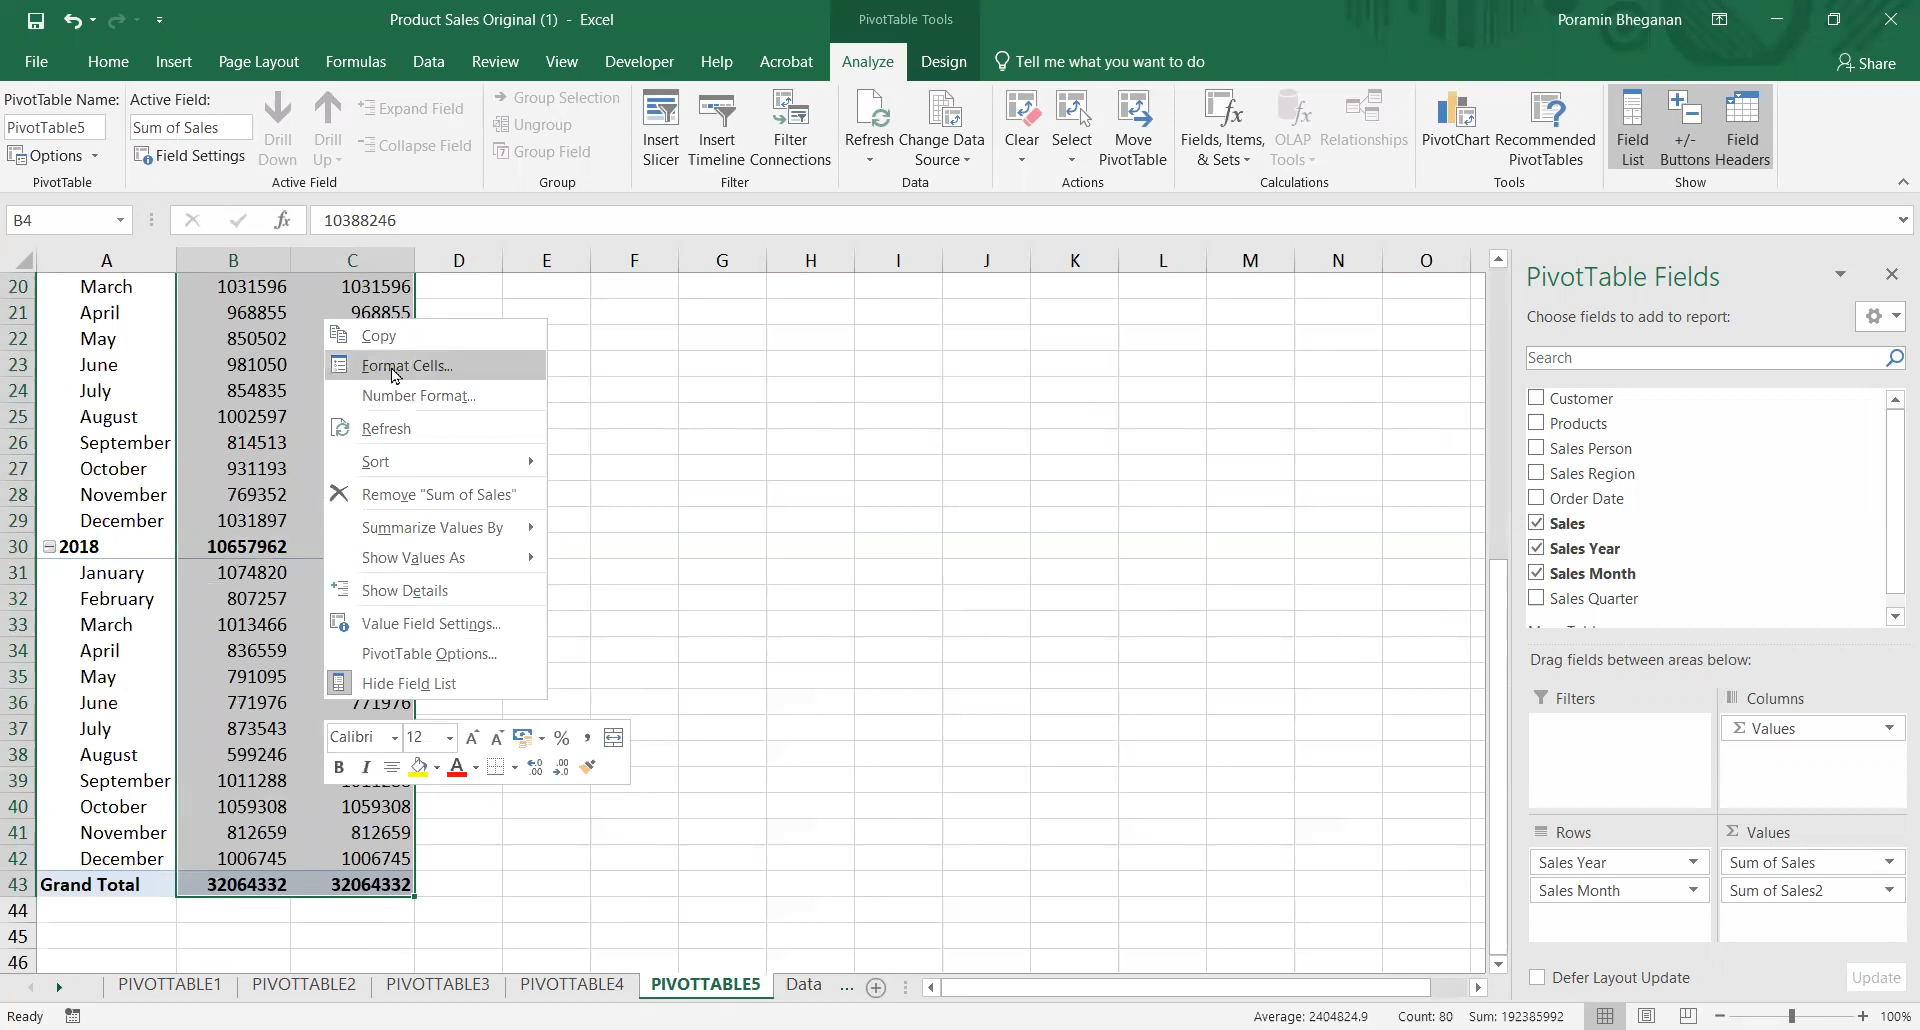 Product Sales Original (1) - Excel
PivotTable Tools
Poramin Bheganan
File Home Insert Page Layout Formulas Data Review View Developer Help Acrobat Analyze Design Tell me what you want to do Share
PivotTable Name:
PivotTable5
Options
PivotTable
Active Field:
Sum of Sales
Field Settings
Drill Down
Drill Up
Expand Field
Collapse Field
Active Field
Group Selection
Ungroup
Group Field
Group
Insert Slicer
Insert Timeline
Filter Connections
Filter
Refresh
Change Data Source
Data
Clear
Select
Move PivotTable
Actions
Fields, Items, & Sets
OLAP Tools
Relationships
Calculations
PivotChart
Recommended PivotTables
Tools
Field List
+/- Buttons
Field Headers
Show
B4 fx 10388246
A B C D E F G H I J K L M N O
20 March 1031596 1031596
21 April 968855 968855
22 May 850502
23 June 981050
24 July 854835
25 August 1002597
26 September 814513
27 October 931193
28 November 769352
29 December 1031897
30 2018 10657962
31 January 1074820
32 February 807257
33 March 1013466
34 April 836559
35 May 791095
36 June 771976 771976
37 July 873543
38 August 599246
39 September 1011288
40 October 1059308 1059308
41 November 812659 812659
42 December 1006745 1006745
43 Grand Total 32064332 32064332
44
45
46
Copy
Format Cells...
Number Format...
Refresh
Sort
Remove "Sum of Sales"
Summarize Values By
Show Values As
Show Details
Value Field Settings...
PivotTable Options...
Hide Field List
Calibri 12 A A % ,
B I A .00 .00
PivotTable Fields
Choose fields to add to report:
Search
Customer
Products
Sales Person
Sales Region
Order Date
Sales
Sales Year
Sales Month
Sales Quarter
Drag fields between areas below:
Filters
Columns
Σ Values
Rows
Sales Year
Sales Month
Σ Values
Sum of Sales
Sum of Sales2
Defer Layout Update
Update
PIVOTTABLE1 PIVOTTABLE2 PIVOTTABLE3 PIVOTTABLE4 PIVOTTABLE5 Data ...
Ready
Average: 2404824.9 Count: 80 Sum: 192385992
100%